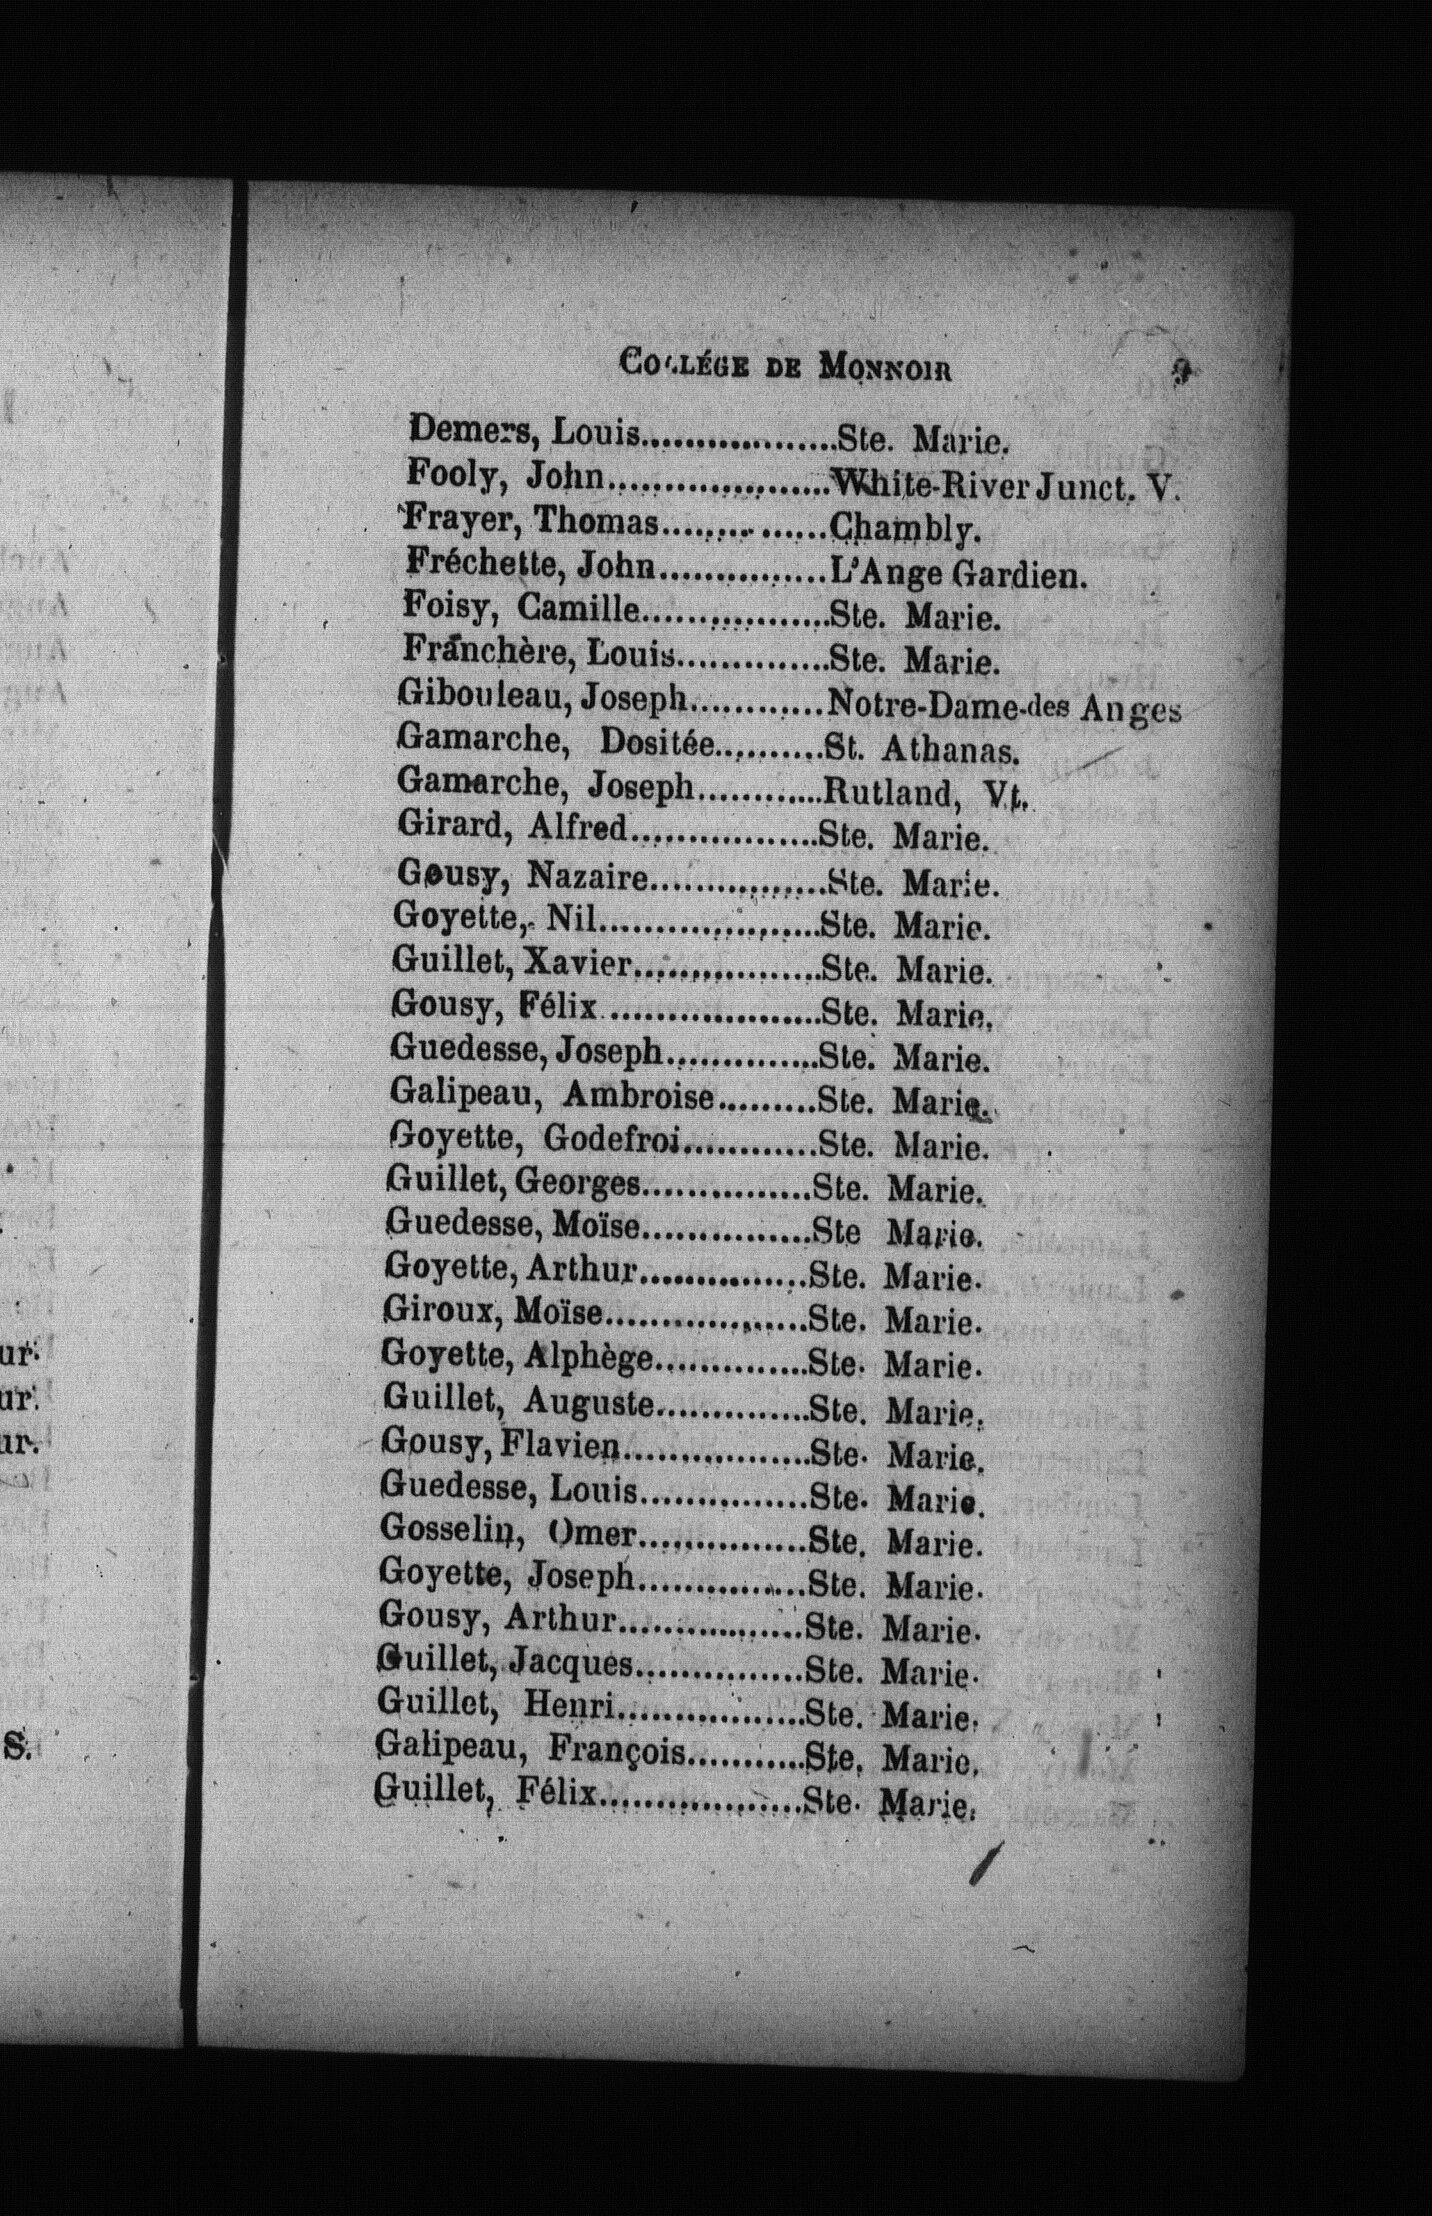 COLLÉGE DE MONNOIR 9
Demers, Louis..................Ste. Marie.
Fooly, John....................White-River Junct. V.
Frayer, Thomas...............Chambly.
Fréchette, John...............L'Ange Gardien.
Foisy, Camille.................Ste. Marie.
Franchère, Louis..............Ste. Marie.
Gibouleau, Joseph............Notre-Dame-des Anges
Gamarche, Dositée..........St. Athanas.
Gamarche, Joseph............Rutland, Vt.
Girard, Alfred.................Ste. Marie.
Gousy, Nazaire................Ste. Marie.
Goyette, Nil....................Ste. Marie.
Guillet, Xavier.................Ste. Marie.
Gousy, Félix ...................Ste. Marie.
Guedesse, Joseph..............Ste. Marie.
Galipeau, Ambroise.........Ste. Marie.
Goyette, Godefroi............Ste. Marie.
Guillet, Georges...............Ste. Marie.
Guedesse, Moïse...............Ste Marie.
Goyette, Arthur...............Ste. Marie.
Giroux, Moïse..................Ste. Marie.
Goyette, Alphège..............Ste. Marie.
Guillet, Auguste..............Ste. Marie.
Gousy, Flavien.................Ste. Marie.
Guedesse, Louis...............Ste. Marie.
Gosselin, Omer...............Ste. Marie.
Goyette, Joseph...............Ste. Marie.
Gousy, Arthur.................Ste. Marie.
Guillet, Jacques...............Ste. Marie.
Guillet, Henri.................Ste. Marie.
Galipeau, François...........Ste. Marie.
Guillet, Félix..................Ste. Marie.